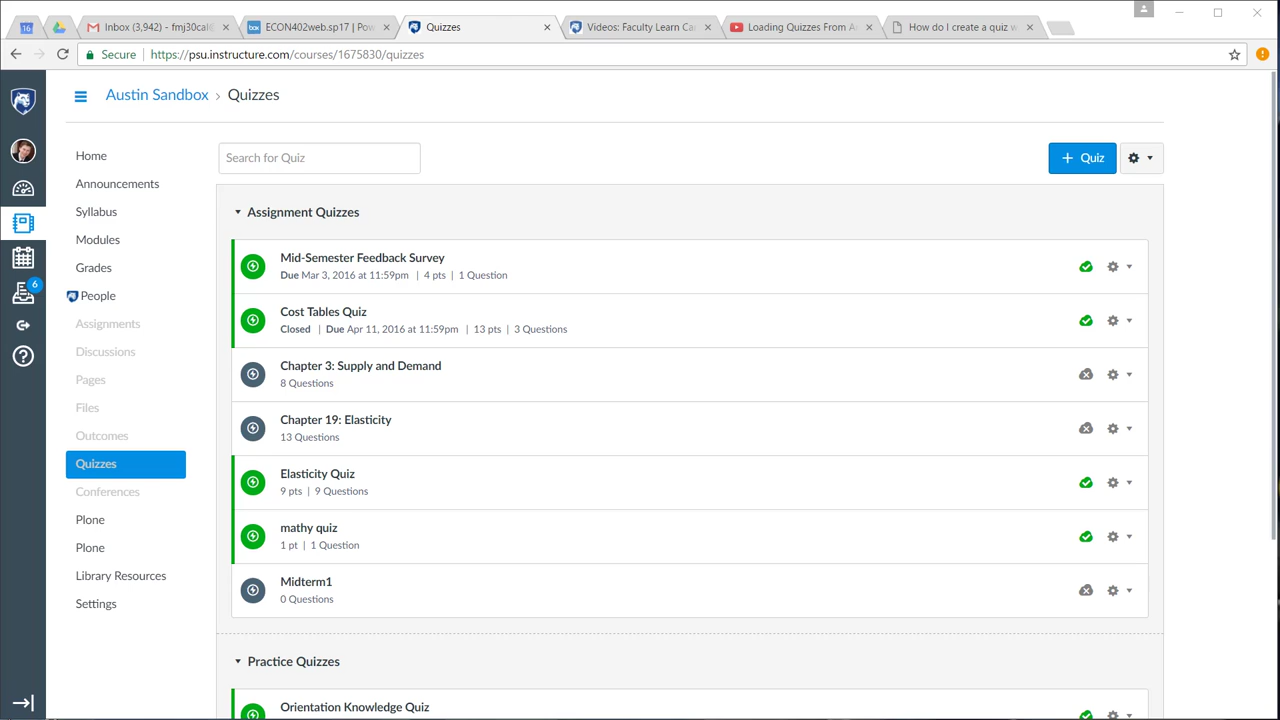 16
Inbox (3,942) - fmj30cal
ECON402web.sp17 | Pow
Quizzes
Videos: Faculty Learn Ca
Loading Quizzes From A
How do I create a quiz w
Secure
https://psu.instructure.com/courses/1675830/quizzes
Austin Sandbox › Quizzes
Home
Announcements
Syllabus
Modules
Grades
People
Assignments
Discussions
Pages
Files
Outcomes
Quizzes
Conferences
Plone
Plone
Library Resources
Settings
6
Search for Quiz
+ Quiz
Assignment Quizzes
Mid-Semester Feedback Survey
Due Mar 3, 2016 at 11:59pm | 4 pts | 1 Question
Cost Tables Quiz
Closed | Due Apr 11, 2016 at 11:59pm | 13 pts | 3 Questions
Chapter 3: Supply and Demand
8 Questions
Chapter 19: Elasticity
13 Questions
Elasticity Quiz
9 pts | 9 Questions
mathy quiz
1 pt | 1 Question
Midterm1
0 Questions
Practice Quizzes
Orientation Knowledge Quiz